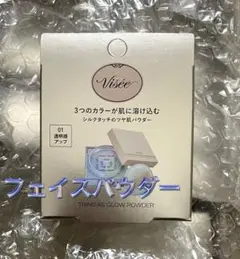 Visée
3つのカラーが肌に溶け込む
シルクタッチのツヤ肌パウダー
01
透明感
アップ
フェイスパウダー
GLOW POWDER